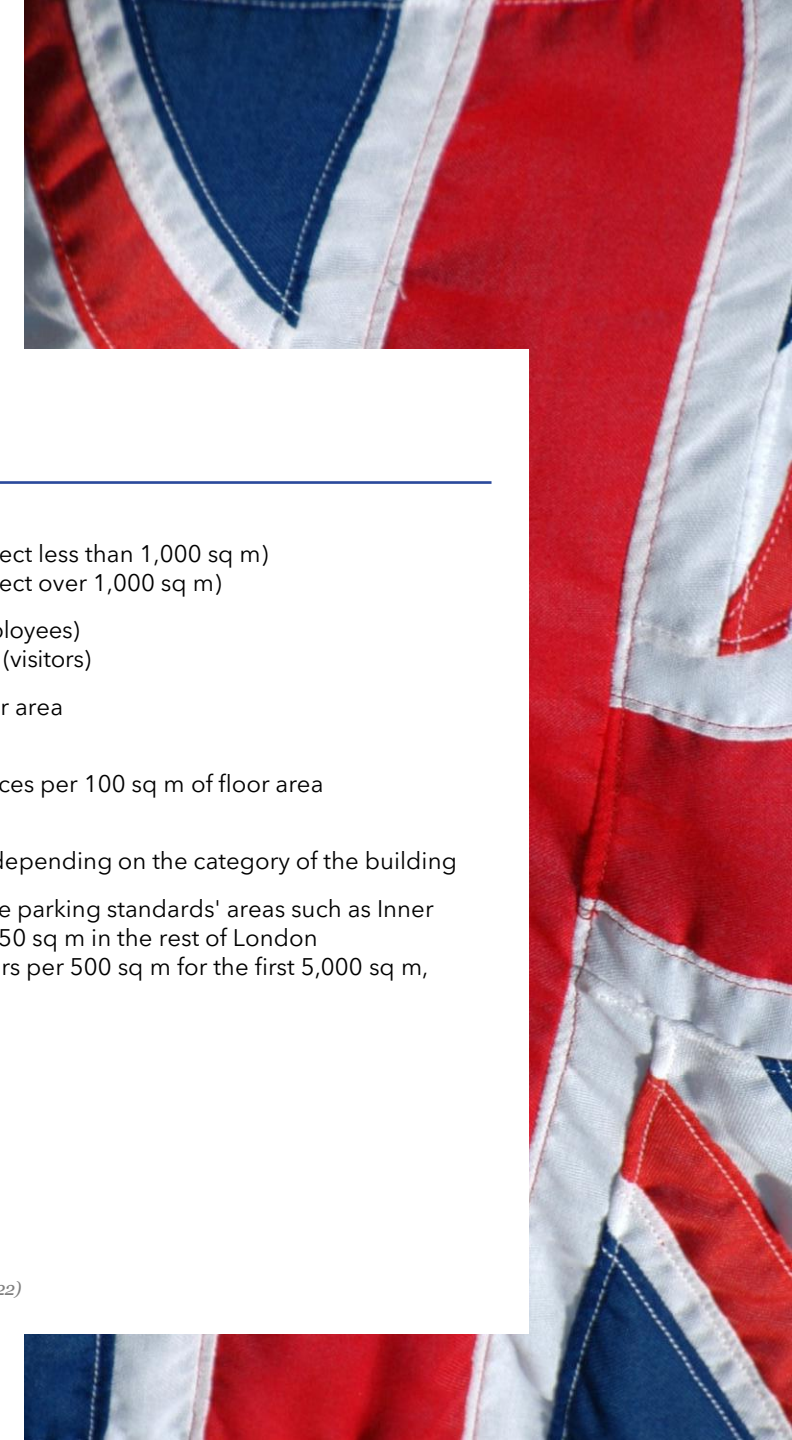 ect less than 1,000 sq m)
ect over 1,000 sq m)
loyees)
(visitors)
r area
ces per 100 sq m of floor area
depending on the category of the building
e parking standards' areas such as Inner
50 sq m in the rest of London
rs per 500 sq m for the first 5,000 sq m,
22)